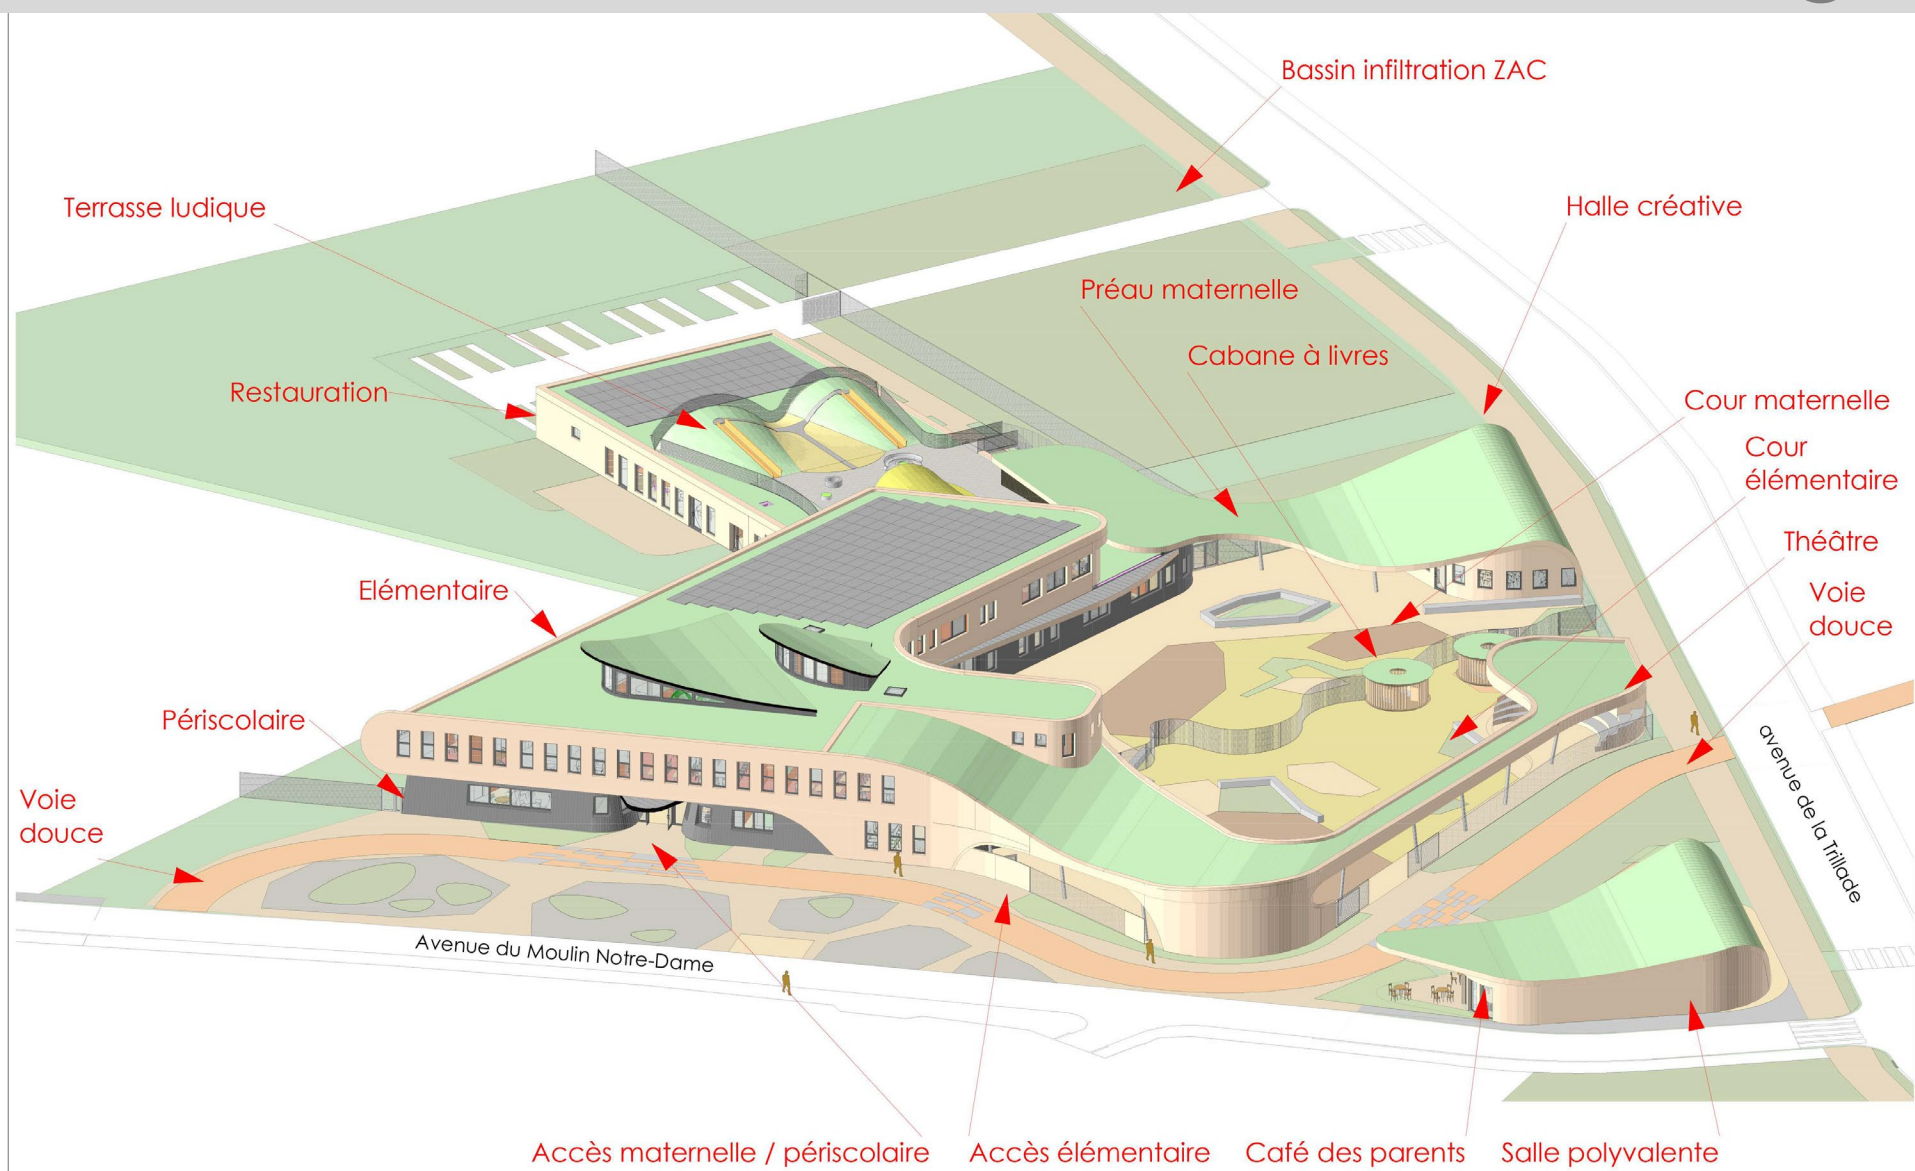 Bassin infiltration ZAC
Terrasse ludique
Halle créative
Préau maternelle
Cabane à livres
Restauration
Cour maternelle
Cour
élémentaire
Théâtre
Elémentaire
Voie
douce
Périscolaire
avenue de la Trillade
Voie
douce
Avenue du Moulin Notre-Dame
Accès maternelle / périscolaire
Accès élémentaire
Café des parents
Salle polyvalente